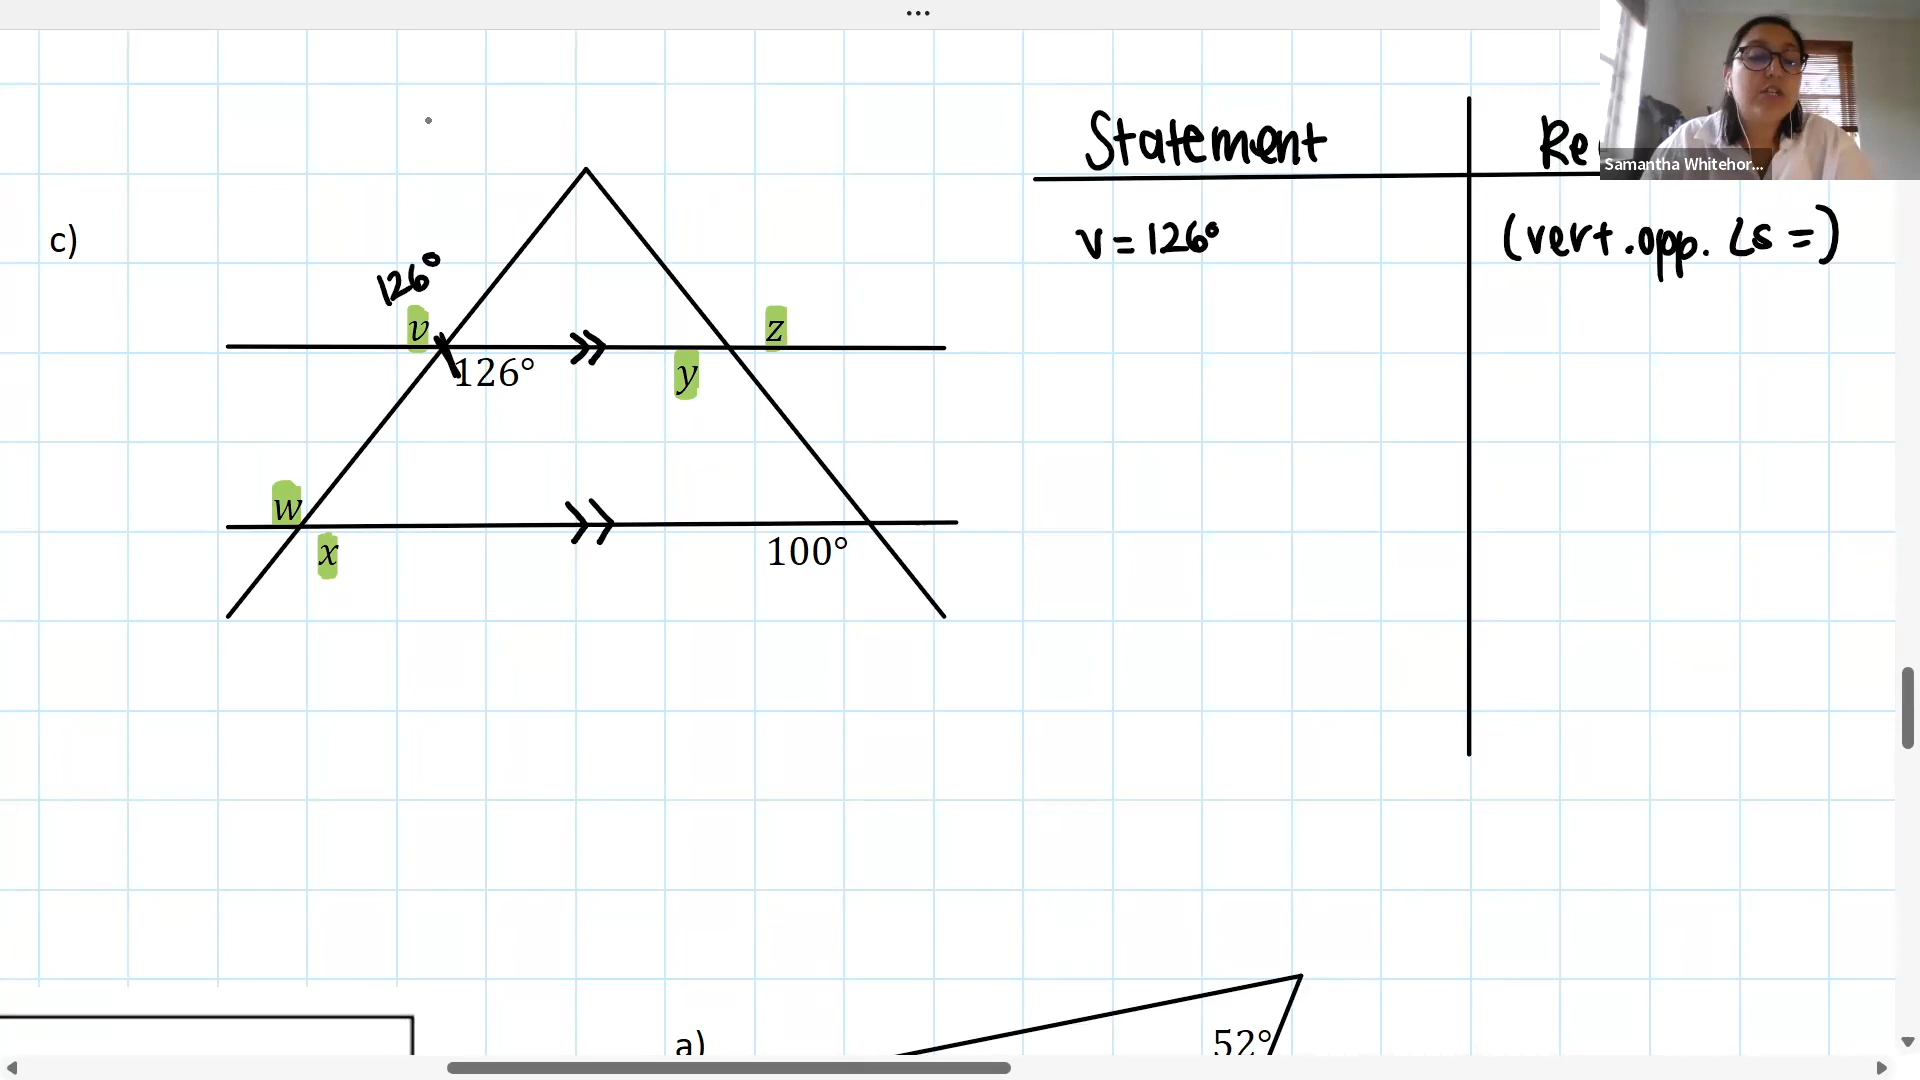 ...
Statement
Re
Samantha Whitehor...
c)
v = 126°
(vert. opp. ∠s =)
126°
v
z
126°
y
w
x
100°
a)
52°